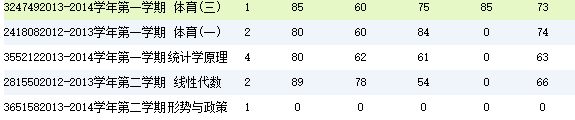 3247492013-2014学年第一学期 体育(三) 1 85 60 75 85 73
2418082012-2013学年第一学期 体育(一) 2 80 60 84 0 74
3552122013-2014学年第一学期统计学原理 4 80 62 61 0 63
2815502012-2013学年第二学期 线性代数 2 89 78 54 0 66
3651582013-2014学年第二学期形势与政策 1 0 0 0 0 0